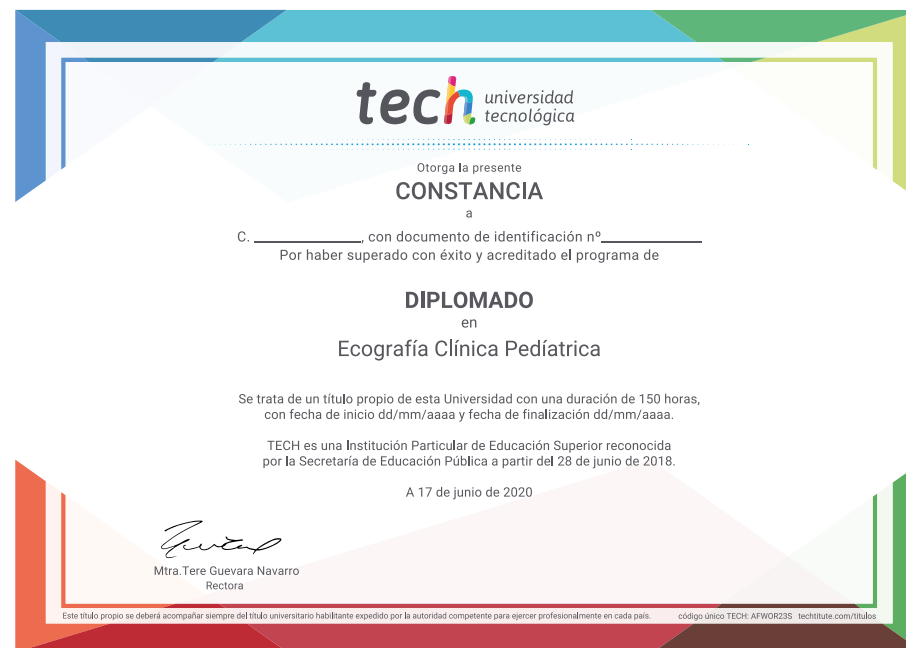 tech universidad
tecnológica
Otorga la presente
CONSTANCIA
a
C. ____________, con documento de identificación nº____________
Por haber superado con éxito y acreditado el programa de
DIPLOMADO
en
Ecografía Clínica Pedíatrica
Se trata de un título propio de esta Universidad con una duración de 150 horas,
con fecha de inicio dd/mm/aaaa y fecha de finalización dd/mm/aaaa.
TECH es una Institución Particular de Educación Superior reconocida
por la Secretaría de Educación Pública a partir del 28 de junio de 2018.
A 17 de junio de 2020
Mtra.Tere Guevara Navarro
Rectora
Este título propio se deberá acompañar siempre del título universitario habilitante expedido por la autoridad competente para ejercer profesionalmente en cada país. código único TECH: AFWOR23S techtitute.com/titulos